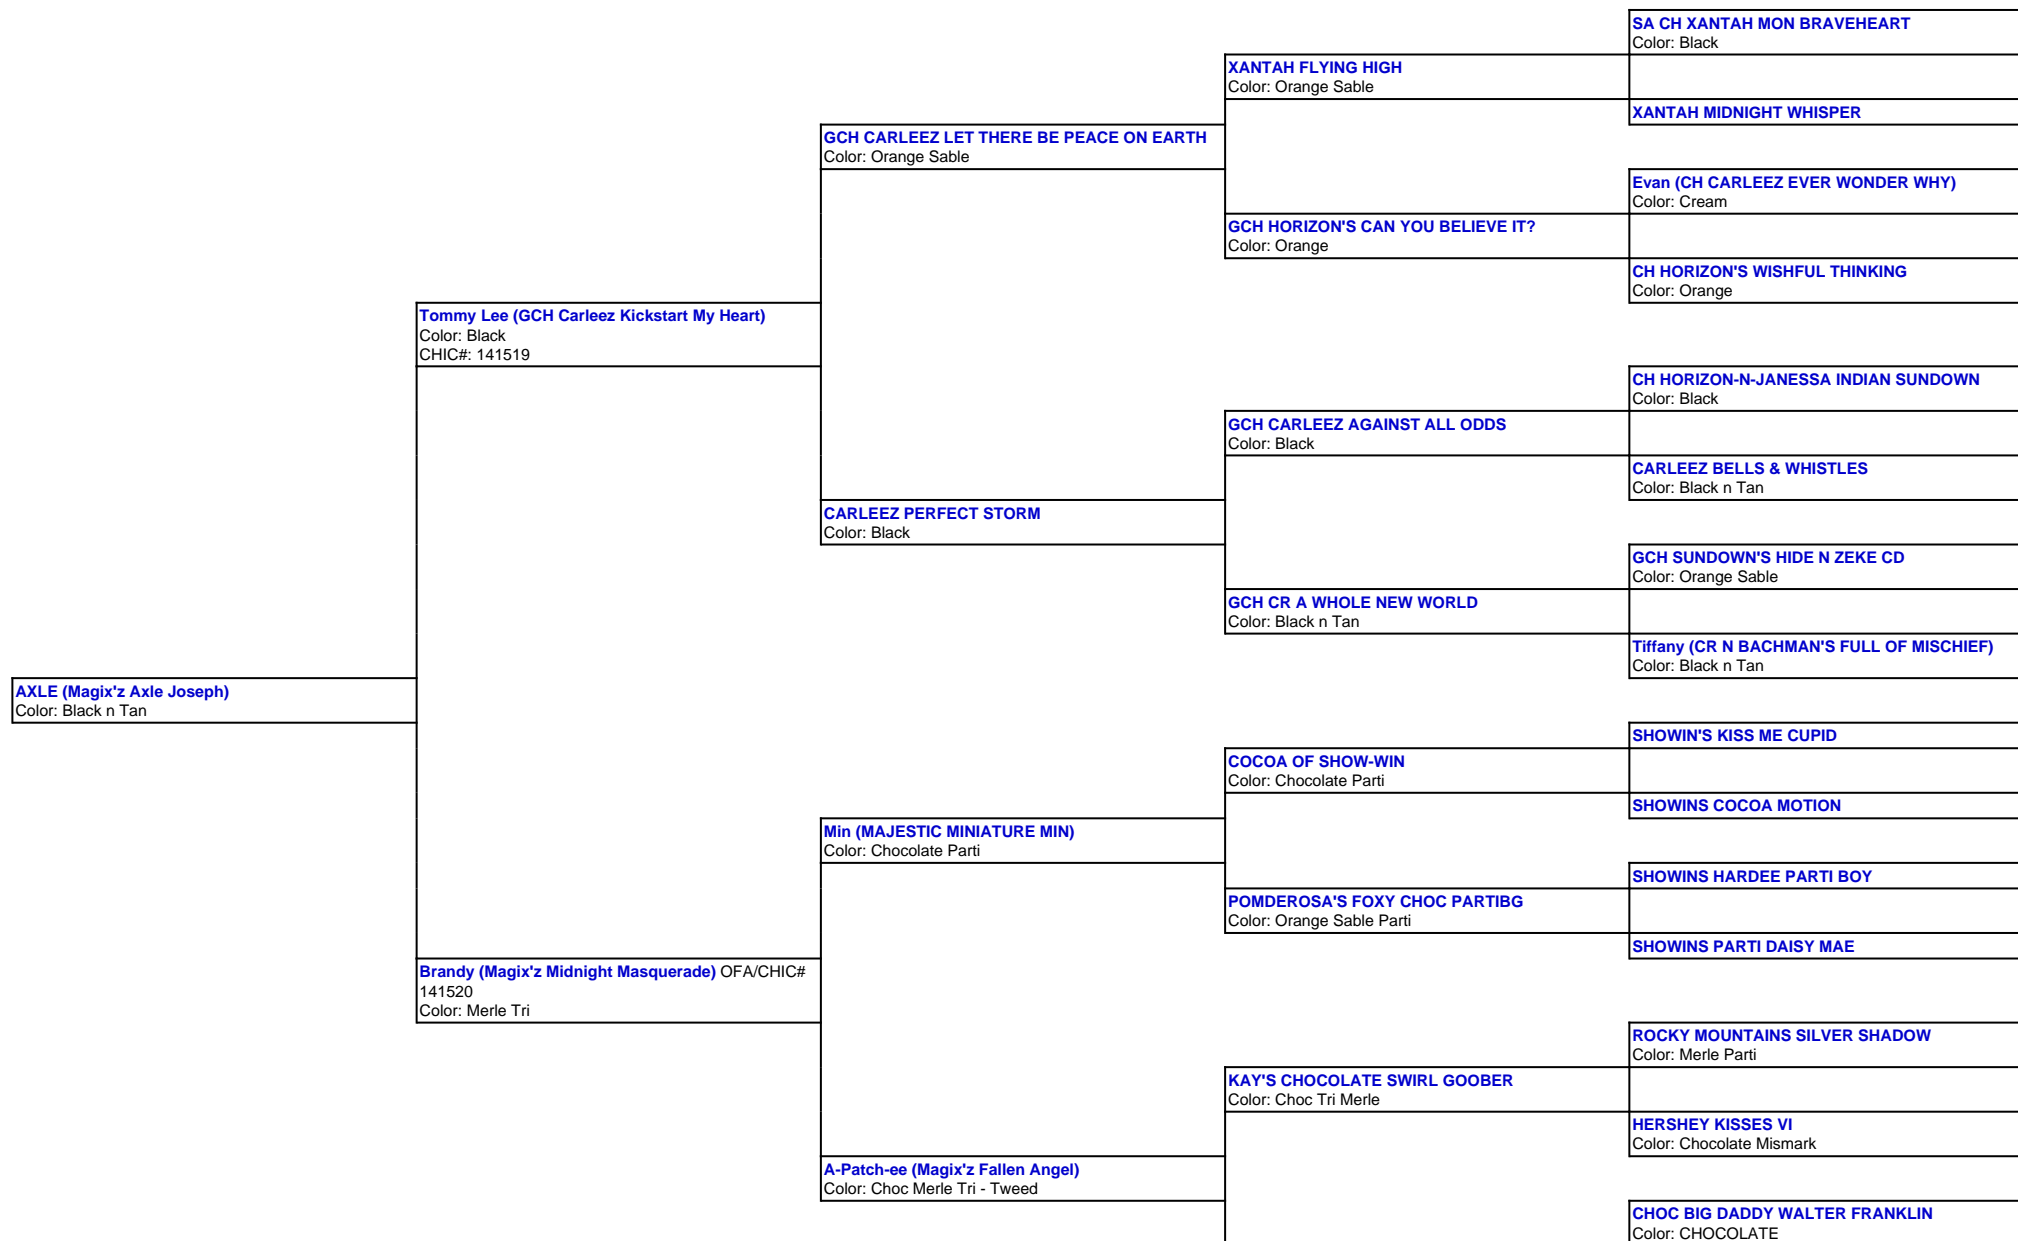 SA CH XANTAH MON BRAVEHEART
Color: Black
XANTAH FLYING HIGH
Color: Orange Sable
XANTAH MIDNIGHT WHISPER
GCH CARLEEZ LET THERE BE PEACE ON EARTH
Color: Orange Sable
Evan (CH CARLEEZ EVER WONDER WHY)
Color: Cream
GCH HORIZON'S CAN YOU BELIEVE IT?
Color: Orange
CH HORIZON'S WISHFUL THINKING
Color: Orange
Tommy Lee (GCH Carleez Kickstart My Heart)
Color: Black
CHIC#: 141519
CH HORIZON-N-JANESSA INDIAN SUNDOWN
Color: Black
GCH CARLEEZ AGAINST ALL ODDS
Color: Black
CARLEEZ BELLS & WHISTLES
Color: Black n Tan
CARLEEZ PERFECT STORM
Color: Black
GCH SUNDOWN'S HIDE N ZEKE CD
Color: Orange Sable
GCH CR A WHOLE NEW WORLD
Color: Black n Tan
Tiffany (CR N BACHMAN'S FULL OF MISCHIEF)
Color: Black n Tan
AXLE (Magix'z Axle Joseph)
Color: Black n Tan
SHOWIN'S KISS ME CUPID
COCOA OF SHOW-WIN
Color: Chocolate Parti
SHOWINS COCOA MOTION
Min (MAJESTIC MINIATURE MIN)
Color: Chocolate Parti
SHOWINS HARDEE PARTI BOY
POMDEROSA'S FOXY CHOC PARTIBG
Color: Orange Sable Parti
SHOWINS PARTI DAISY MAE
Brandy (Magix'z Midnight Masquerade) OFA/CHIC#
141520
Color: Merle Tri
ROCKY MOUNTAINS SILVER SHADOW
Color: Merle Parti
KAY'S CHOCOLATE SWIRL GOOBER
Color: Choc Tri Merle
HERSHEY KISSES VI
Color: Chocolate Mismark
A-Patch-ee (Magix'z Fallen Angel)
Color: Choc Merle Tri - Tweed
CHOC BIG DADDY WALTER FRANKLIN
Color: CHOCOLATE